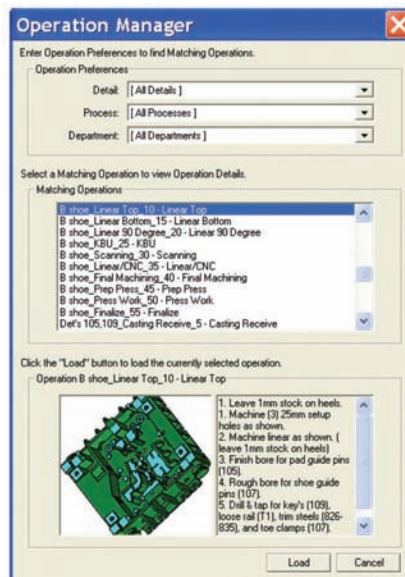 Operation Manager
Enter Operation Preferences to find Matching Operations.
Operation Preferences
Detail: [ All Details ]
Process: [ All Processes ]
Department: [ All Departments ]
Select a Matching Operation to view Operation Details.
Matching Operations
B shoe_Linear Top_10 - Linear Top
B shoe_Linear Bottom_15 - Linear Bottom
B shoe_Linear 90 Degree_20 - Linear 90 Degree
B shoe_KBU_25 - KBU
B shoe_Scanning_30 - Scanning
B shoe_Linear/CNC_35 - Linear/CNC
B shoe_Final Machining_40 - Final Machining
B shoe_Prep Press_45 - Prep Press
B shoe_Press Work_50 - Press Work
B shoe_Finalize_55 - Finalize
Det's 105,109_Casting Receive_5 - Casting Receive
Click the "Load" button to load the currently selected operation.
Operation B shoe_Linear Top_10 - Linear Top
1. Leave 1mm stock on heels.
1. Machine (3) 25mm setup
holes as shown.
2. Machine linear as shown. (
leave 1mm stock on heels)
3. Finish bore for pad guide pins
(105).
4. Rough bore for shoe guide
pins (107).
5. Drill & tap for key's (109),
loose rail (T1), trim steels (826-
835), and toe clamps (107).
Load Cancel